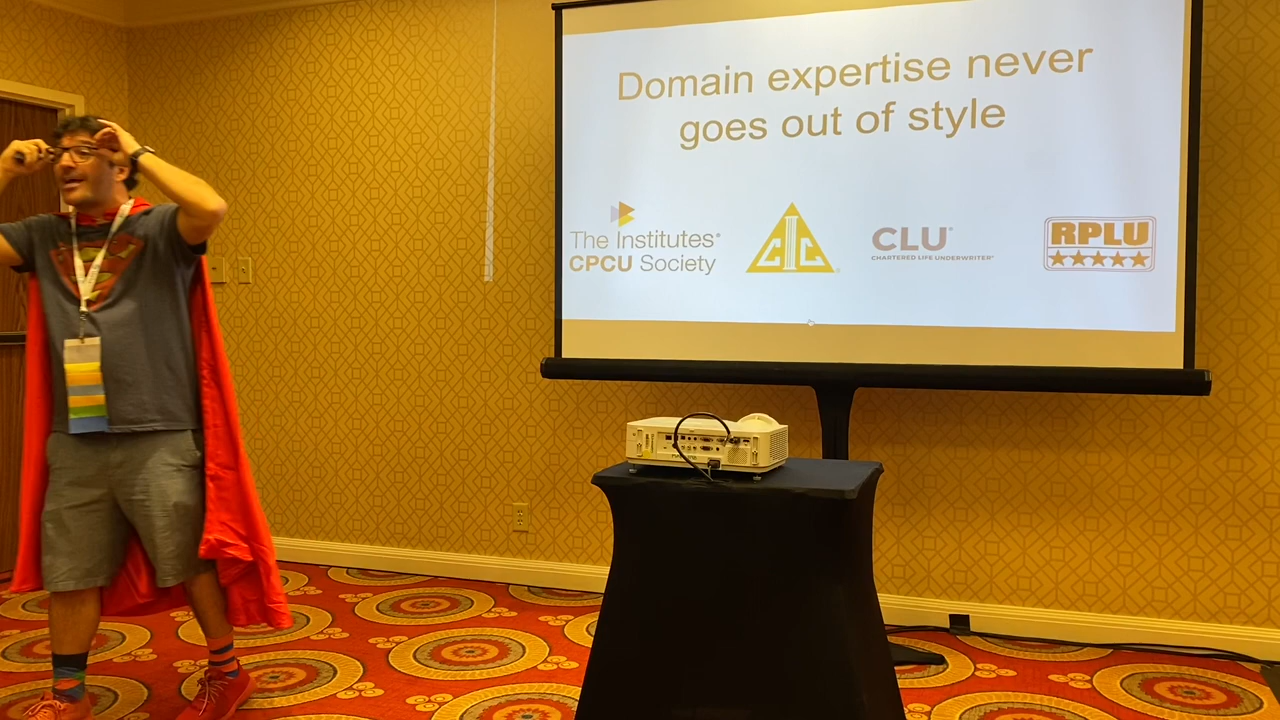 Domain expertise never
goes out of style
The Institutes®
CPCU Society
CIC
CLU®
CHARTERED LIFE UNDERWRITER®
RPLU